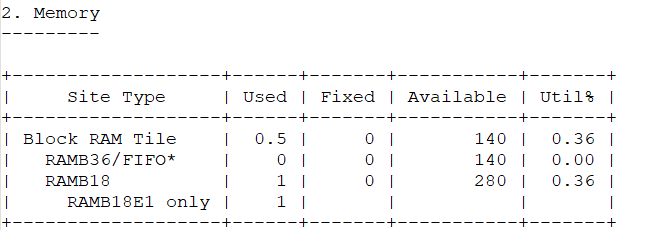 2. Memory
---------
+-------------------+------+-------+-----------+-------+
|     Site Type     | Used | Fixed | Available | Util% |
+-------------------+------+-------+-----------+-------+
| Block RAM Tile    |  0.5 |     0 |       140 |  0.36 |
|   RAMB36/FIFO*    |    0 |     0 |       140 |  0.00 |
|   RAMB18          |    1 |     0 |       280 |  0.36 |
|     RAMB18E1 only |    1 |       |           |       |
+-------------------+------+-------+-----------+-------+